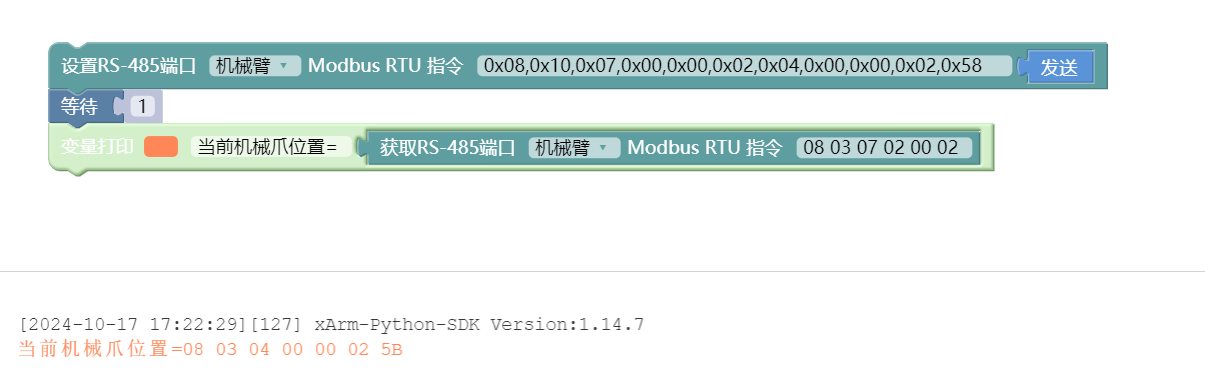 设置RS-485端口 机械臂 Modbus RTU 指令 0x08,0x10,0x07,0x00,0x00,0x02,0x04,0x00,0x00,0x02,0x58 发送
等待 1
变量打印 当前机械爪位置= 获取RS-485端口 机械臂 Modbus RTU 指令 08 03 07 02 00 02
[2024-10-17 17:22:29][127] xArm-Python-SDK Version:1.14.7
当前机械爪位置=08 03 04 00 00 02 5B